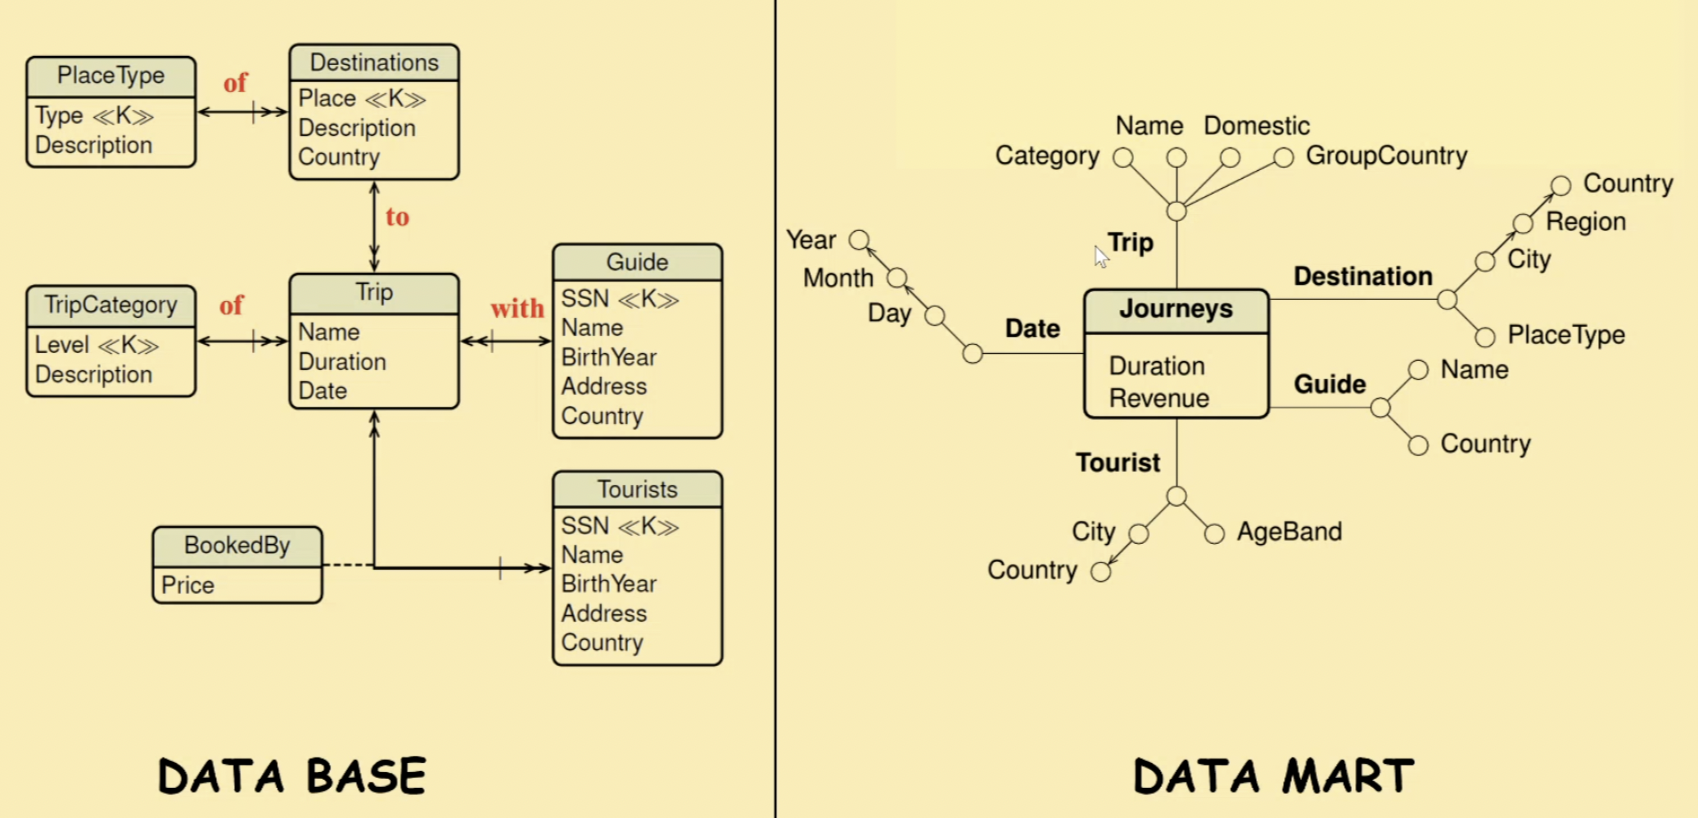 PlaceType
Type ≪K≫
Description
of
Destinations
Place ≪K≫
Description
Country
to
TripCategory
Level ≪K≫
Description
of
Trip
Name
Duration
Date
with
Guide
SSN ≪K≫
Name
BirthYear
Address
Country
BookedBy
Price
Tourists
SSN ≪K≫
Name
BirthYear
Address
Country
DATA BASE
Name Domestic
Category GroupCountry
Trip
Year
Month
Day
Date
Journeys
Duration
Revenue
Country
Region
City
Destination
PlaceType
Guide
Name
Country
Tourist
City AgeBand
Country
DATA MART